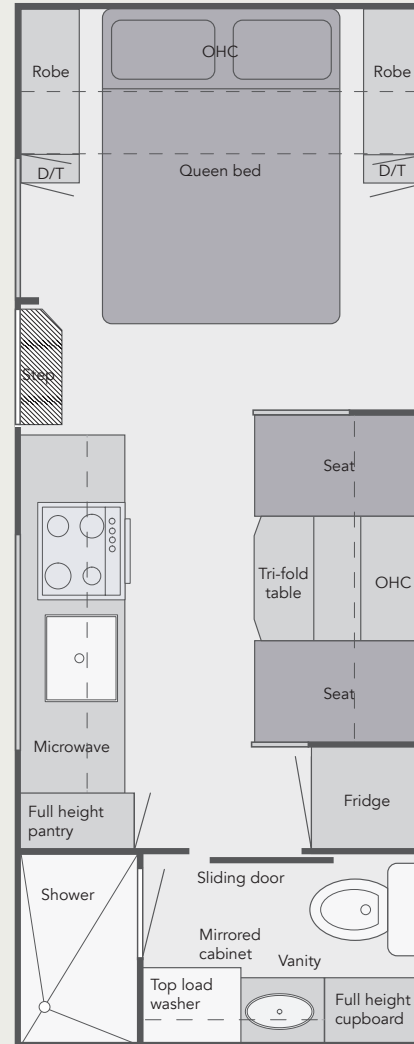 OHC
Robe
Robe
D/T
Queen bed
D/T
Step
Seat
Tri-fold
table
OHC
Seat
Microwave
Full height
pantry
Fridge
Sliding door
Shower
Mirrored
cabinet
Vanity
Top load
washer
Full height
cupboard